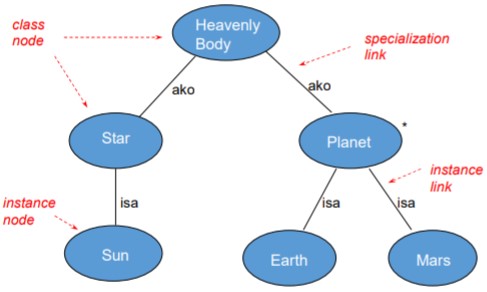 class
node
Heavenly
Body
specialization
link
ako
ako
Star
Planet
*
instance
node
isa
isa
isa
instance
link
Sun
Earth
Mars